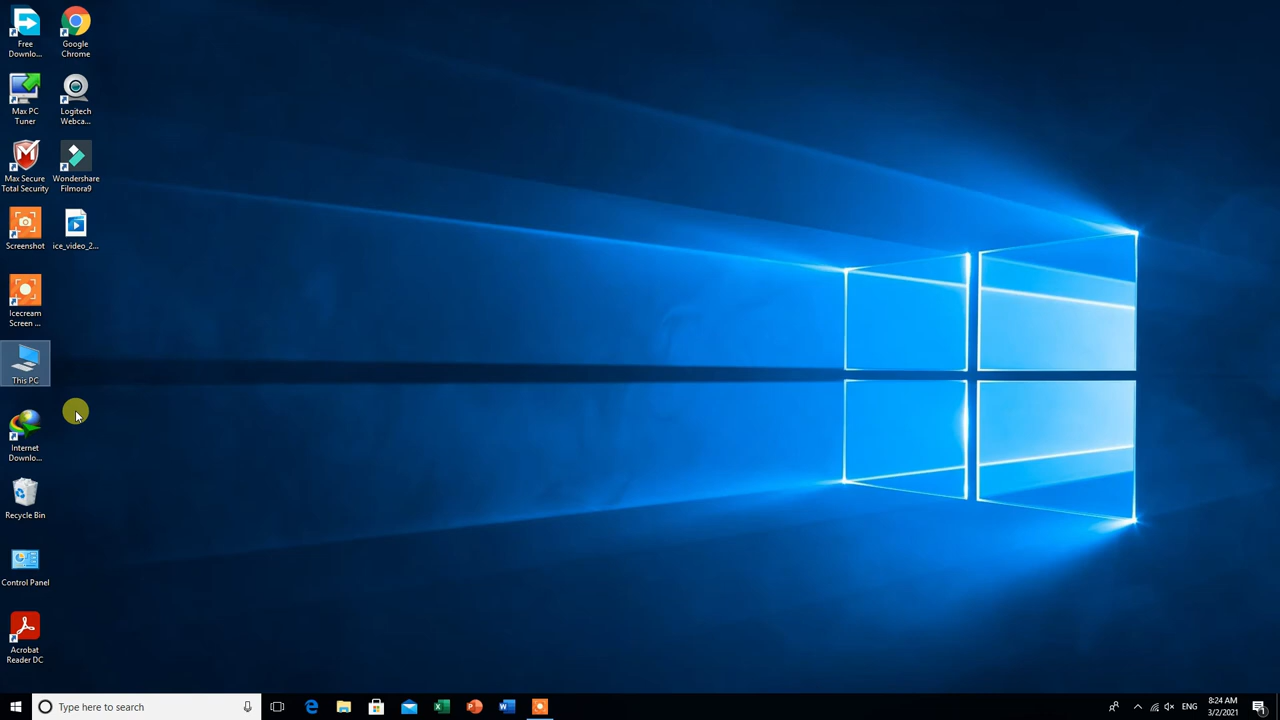 Free
Downlo...
Google
Chrome
Max PC
Tuner
Logitech
Webca...
Max Secure
Total Security
Wondershare
Filmora9
Screenshot
ice_video_2...
Icecream
Screen ...
This PC
Internet
Downlo...
Recycle Bin
Control Panel
Acrobat
Reader DC
Type here to search
ENG
8:24 AM
3/2/2021
1